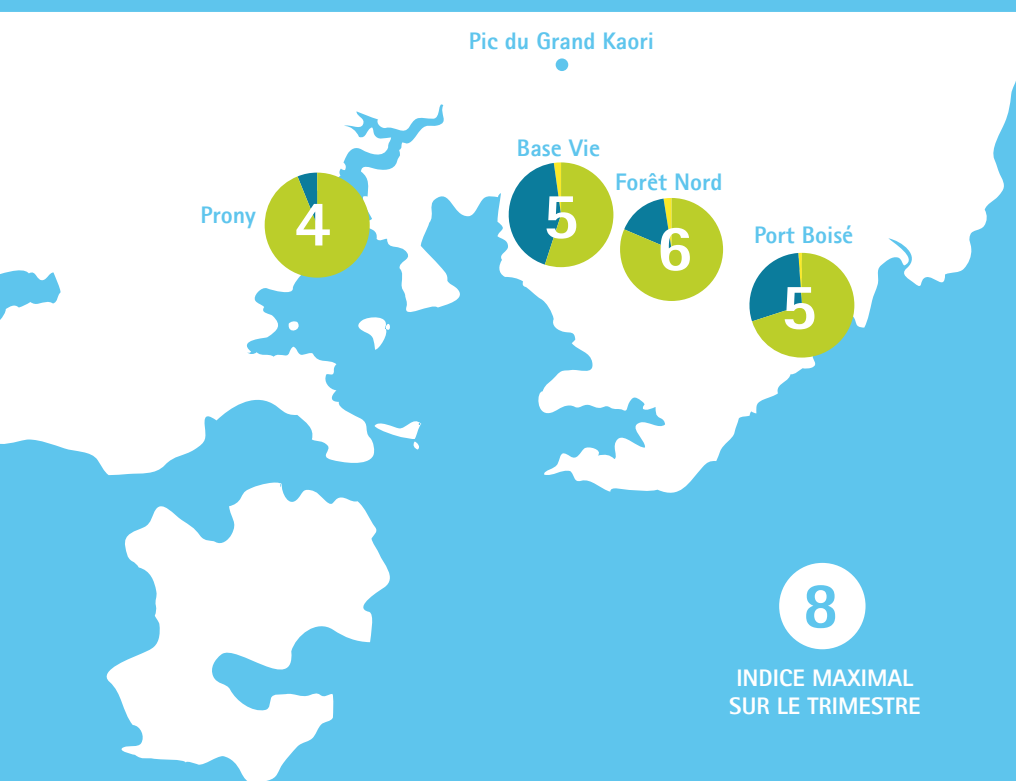 Pic du Grand Kaori
Base Vie
5
Forêt Nord
6
Prony
4
Port Boisé
5
8
INDICE MAXIMAL
SUR LE TRIMESTRE